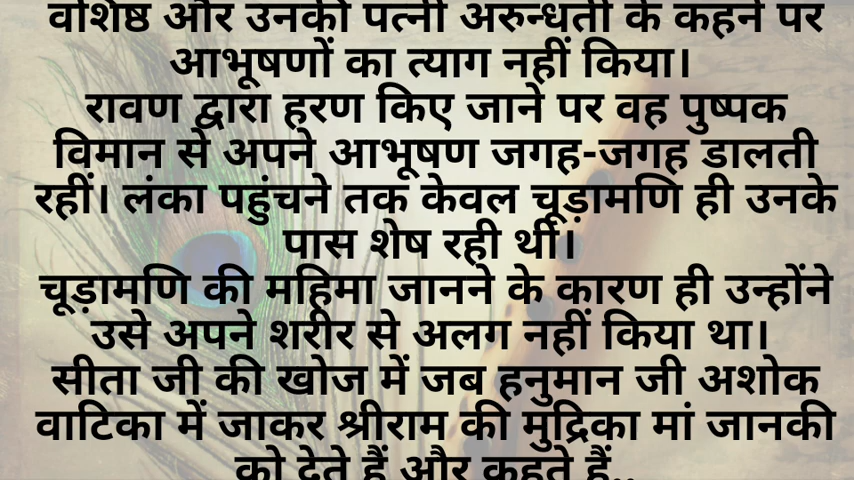 वशिष्ठ और उनकी पत्नी अरुन्धती के कहने पर
आभूषणों का त्याग नहीं किया।
रावण द्वारा हरण किए जाने पर वह पुष्पक
विमान से अपने आभूषण जगह-जगह डालती
रहीं। लंका पहुंचने तक केवल चूड़ामणि ही उनके
पास शेष रही थी।
चूड़ामणि की महिमा जानने के कारण ही उन्होंने
उसे अपने शरीर से अलग नहीं किया था।
सीता जी की खोज में जब हनुमान जी अशोक
वाटिका में जाकर श्रीराम की मुद्रिका मां जानकी
को देते हैं और कहते हैं..